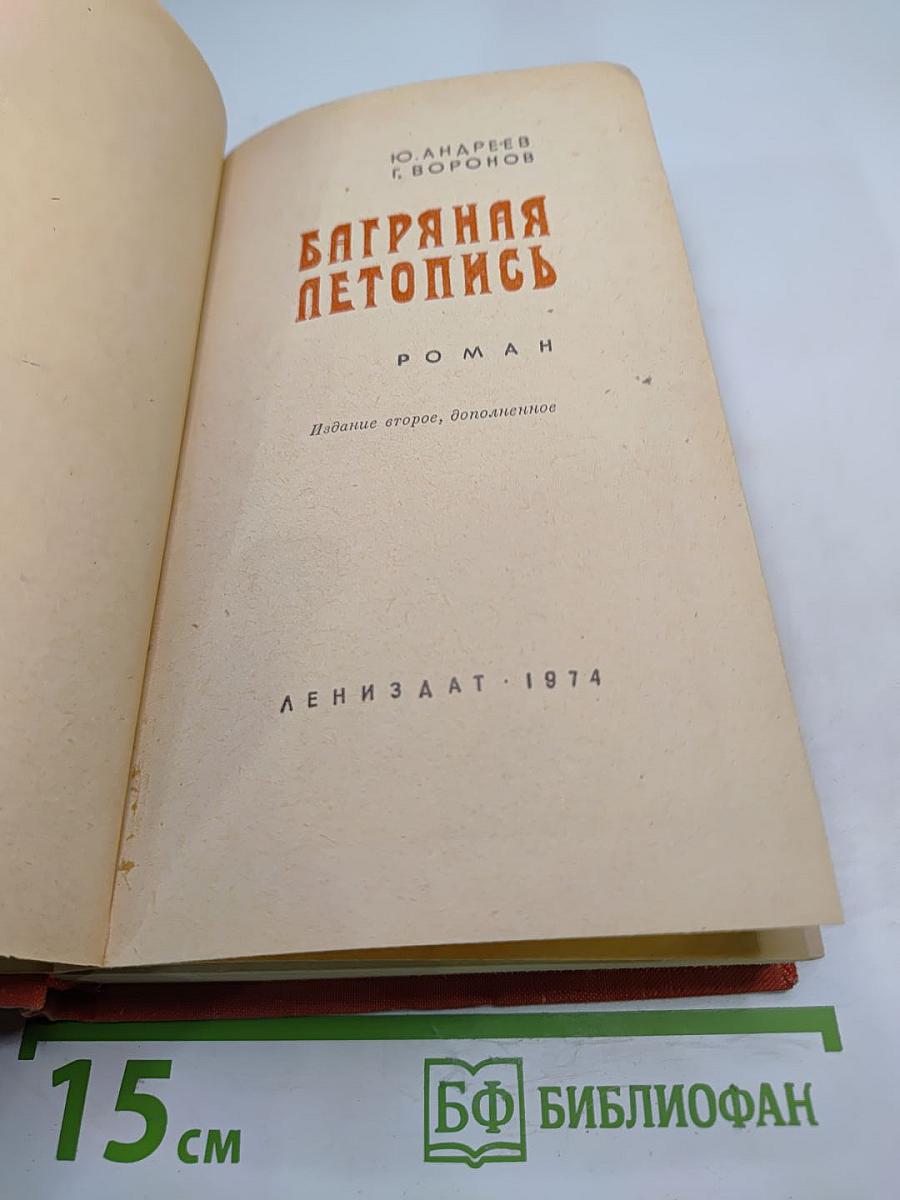 Ю. АНДРЕЕВ
Г. ВОРОНОВ
БАГРЯНАЯ
ЛЕТОПИСЬ
РОМАН
Издание второе, дополненное
ЛЕНИЗДАТ · 1974
15 см
БФ БИБЛИОФАН